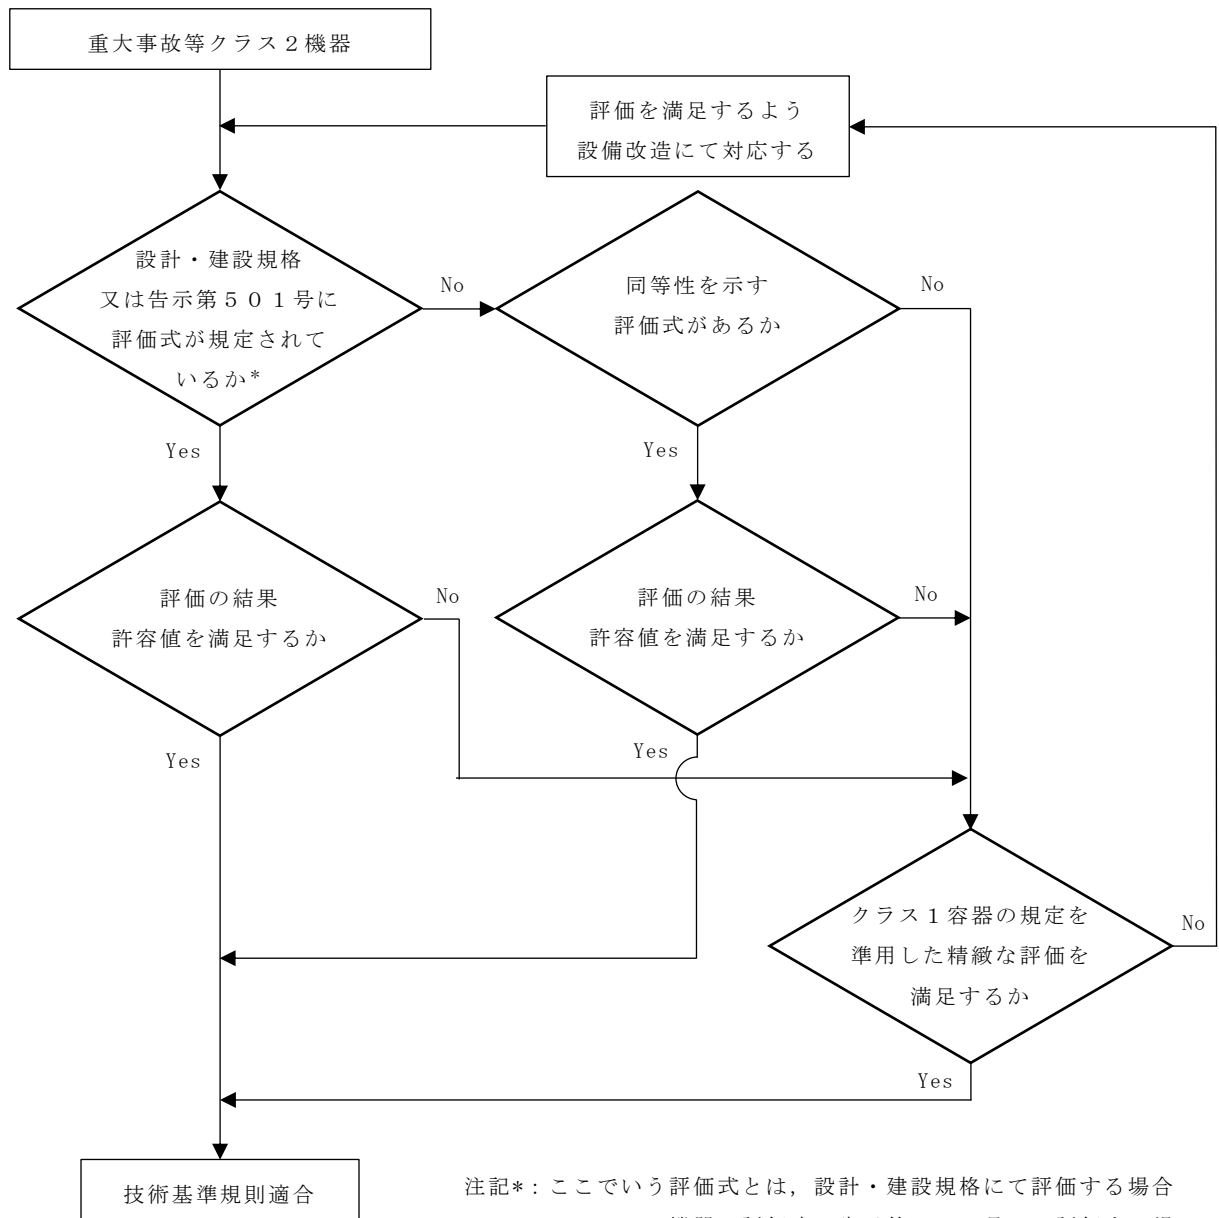 重大事故等クラス２機器
評価を満足するよう
設備改造にて対応する
設計・建設規格
又は告示第５０１号に
評価式が規定されて
いるか*
No
同等性を示す
評価式があるか
No
Yes
Yes
評価の結果
許容値を満足するか
No
評価の結果
許容値を満足するか
No
Yes
Yes
クラス１容器の規定を
準用した精緻な評価を
満足するか
No
Yes
技術基準規則適合
注記*：ここでいう評価式とは，設計・建設規格にて評価する場合